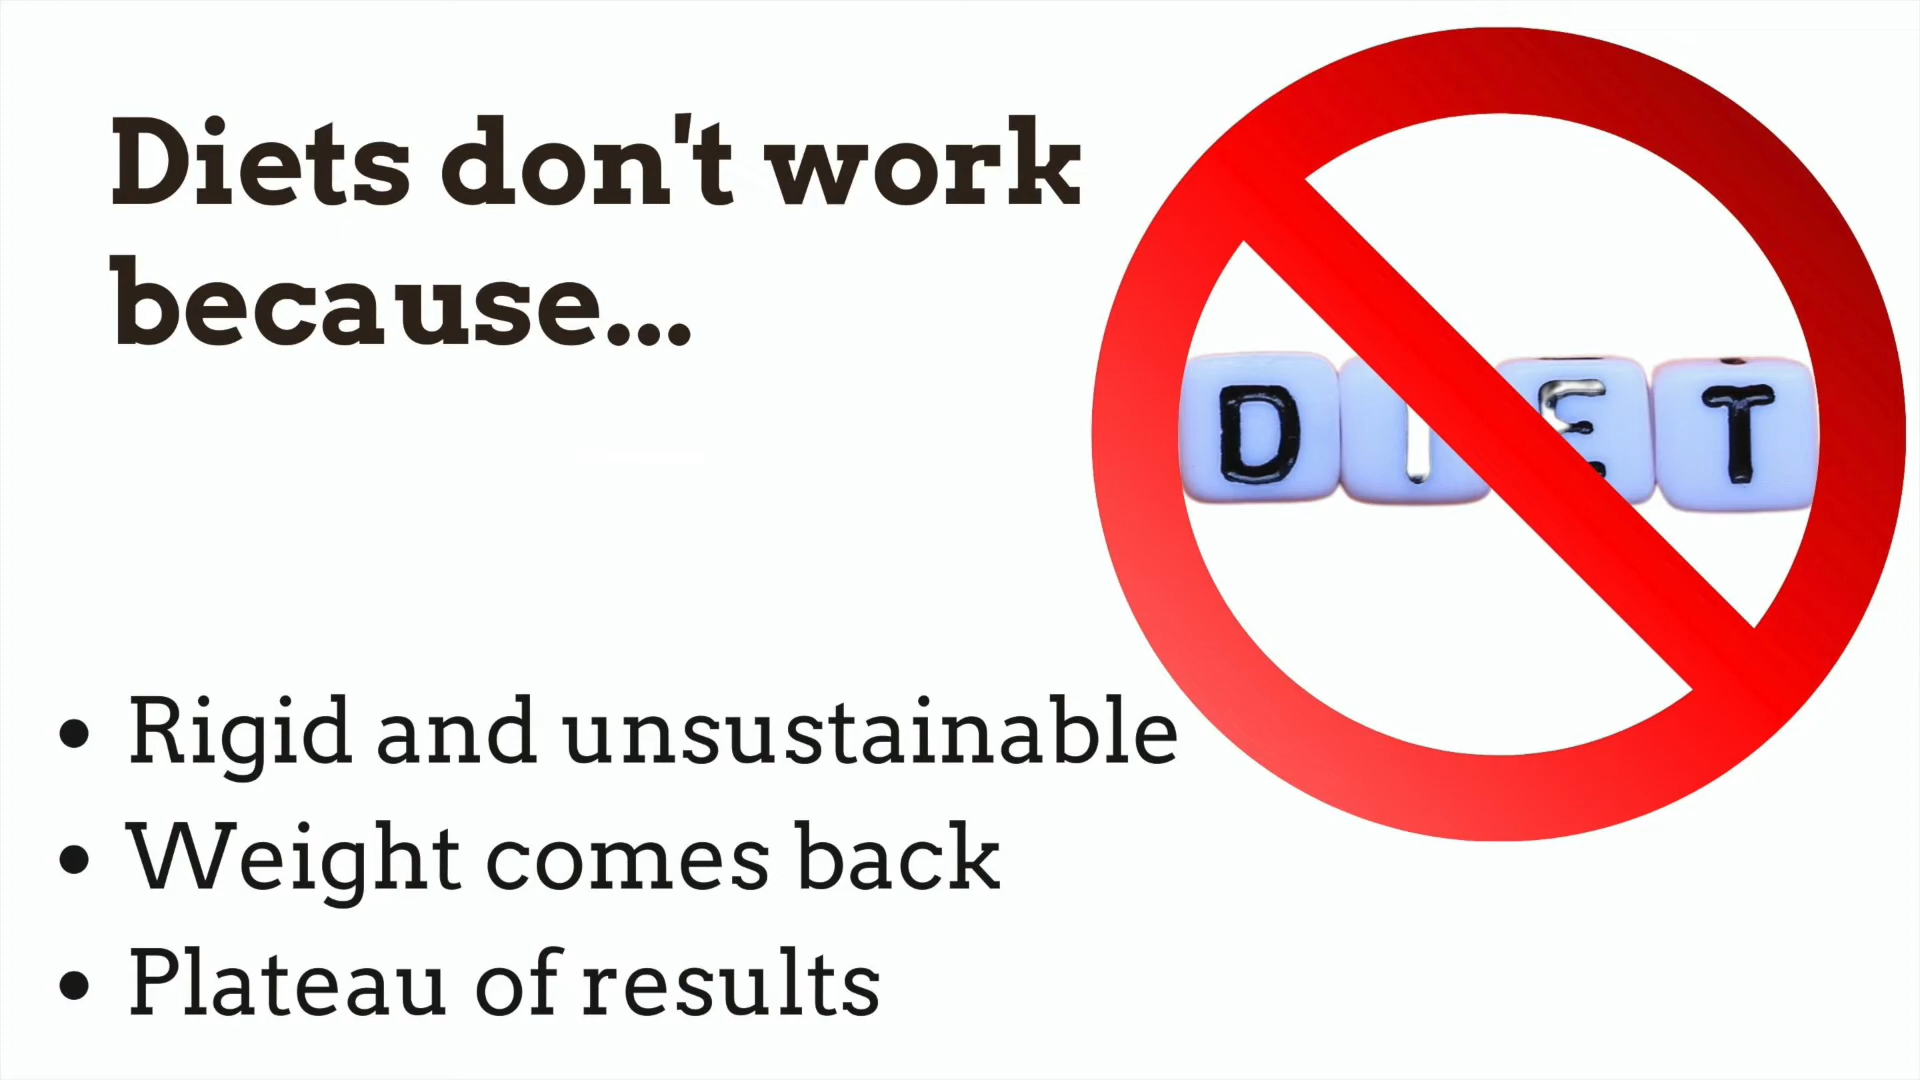 Diets don't work
because...
DIET
• Rigid and unsustainable
• Weight comes back
• Plateau of results